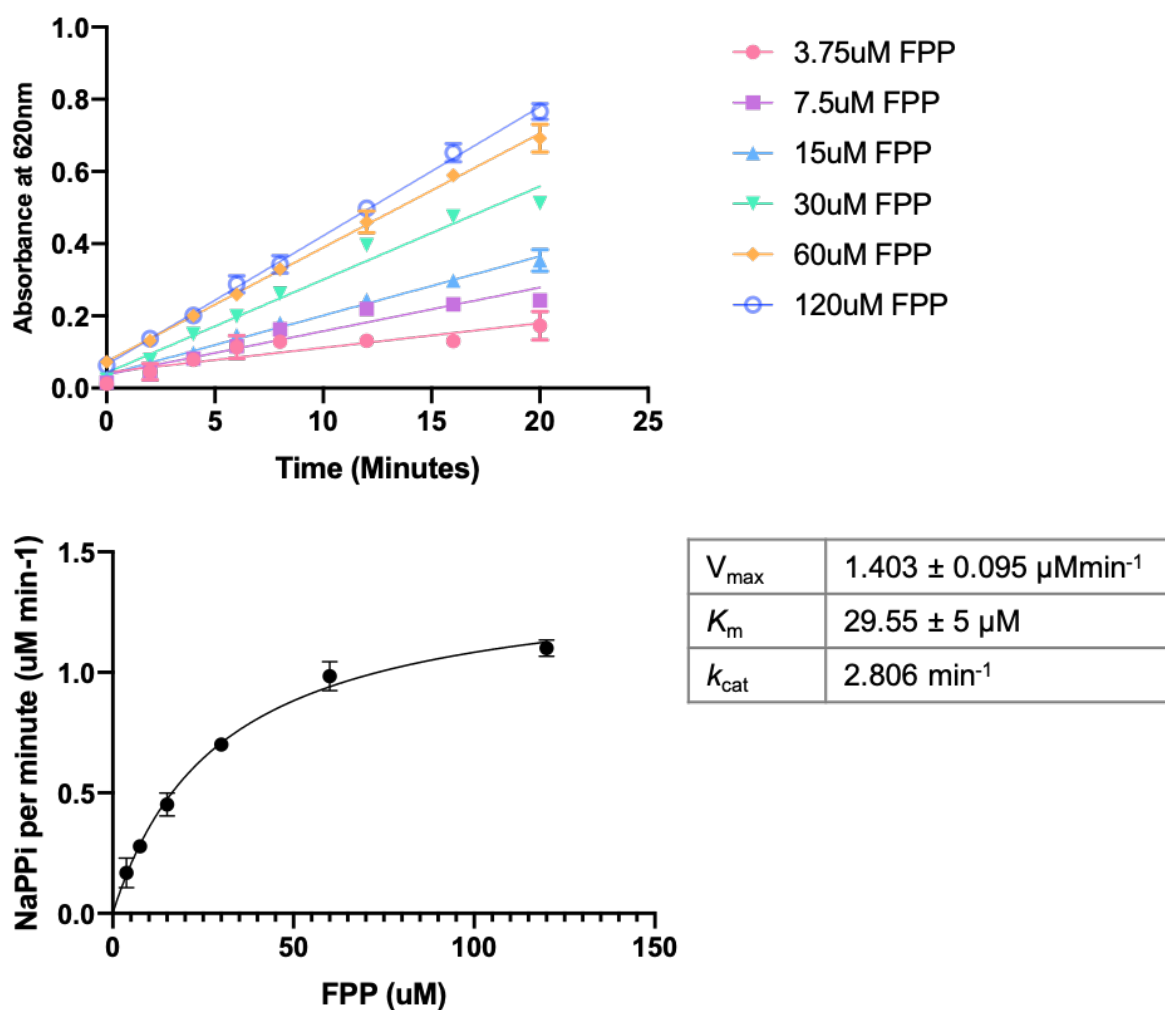 Absorbance at 620nm
1.0
0.8
0.6
0.4
0.2
0.0
0 5 10 15 20 25
Time (Minutes)
3.75uM FPP
7.5uM FPP
15uM FPP
30uM FPP
60uM FPP
120uM FPP
NaPPi per minute (uM min-1)
1.5
1.0
0.5
0.0
0 50 100 150
FPP (uM)
Vmax 1.403 ± 0.095 µMmin⁻¹
Km 29.55 ± 5 µM
kcat 2.806 min⁻¹